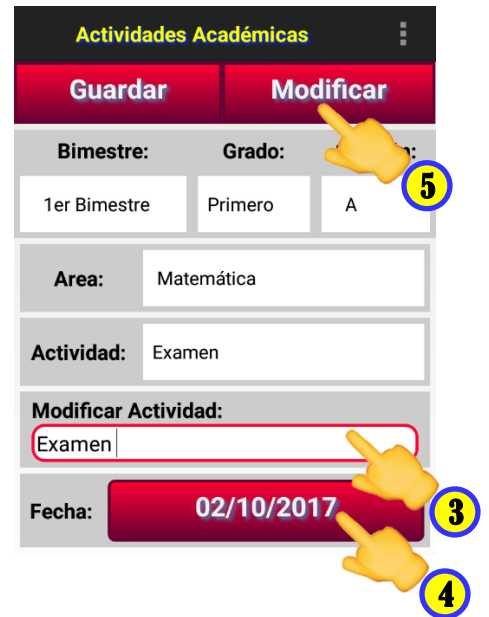 Actividades Académicas
Guardar Modificar
Bimestre: Grado:
5
1er Bimestre Primero A
Area: Matemática
Actividad: Examen
Modificar Actividad:
Examen
Fecha: 02/10/2017
3
4